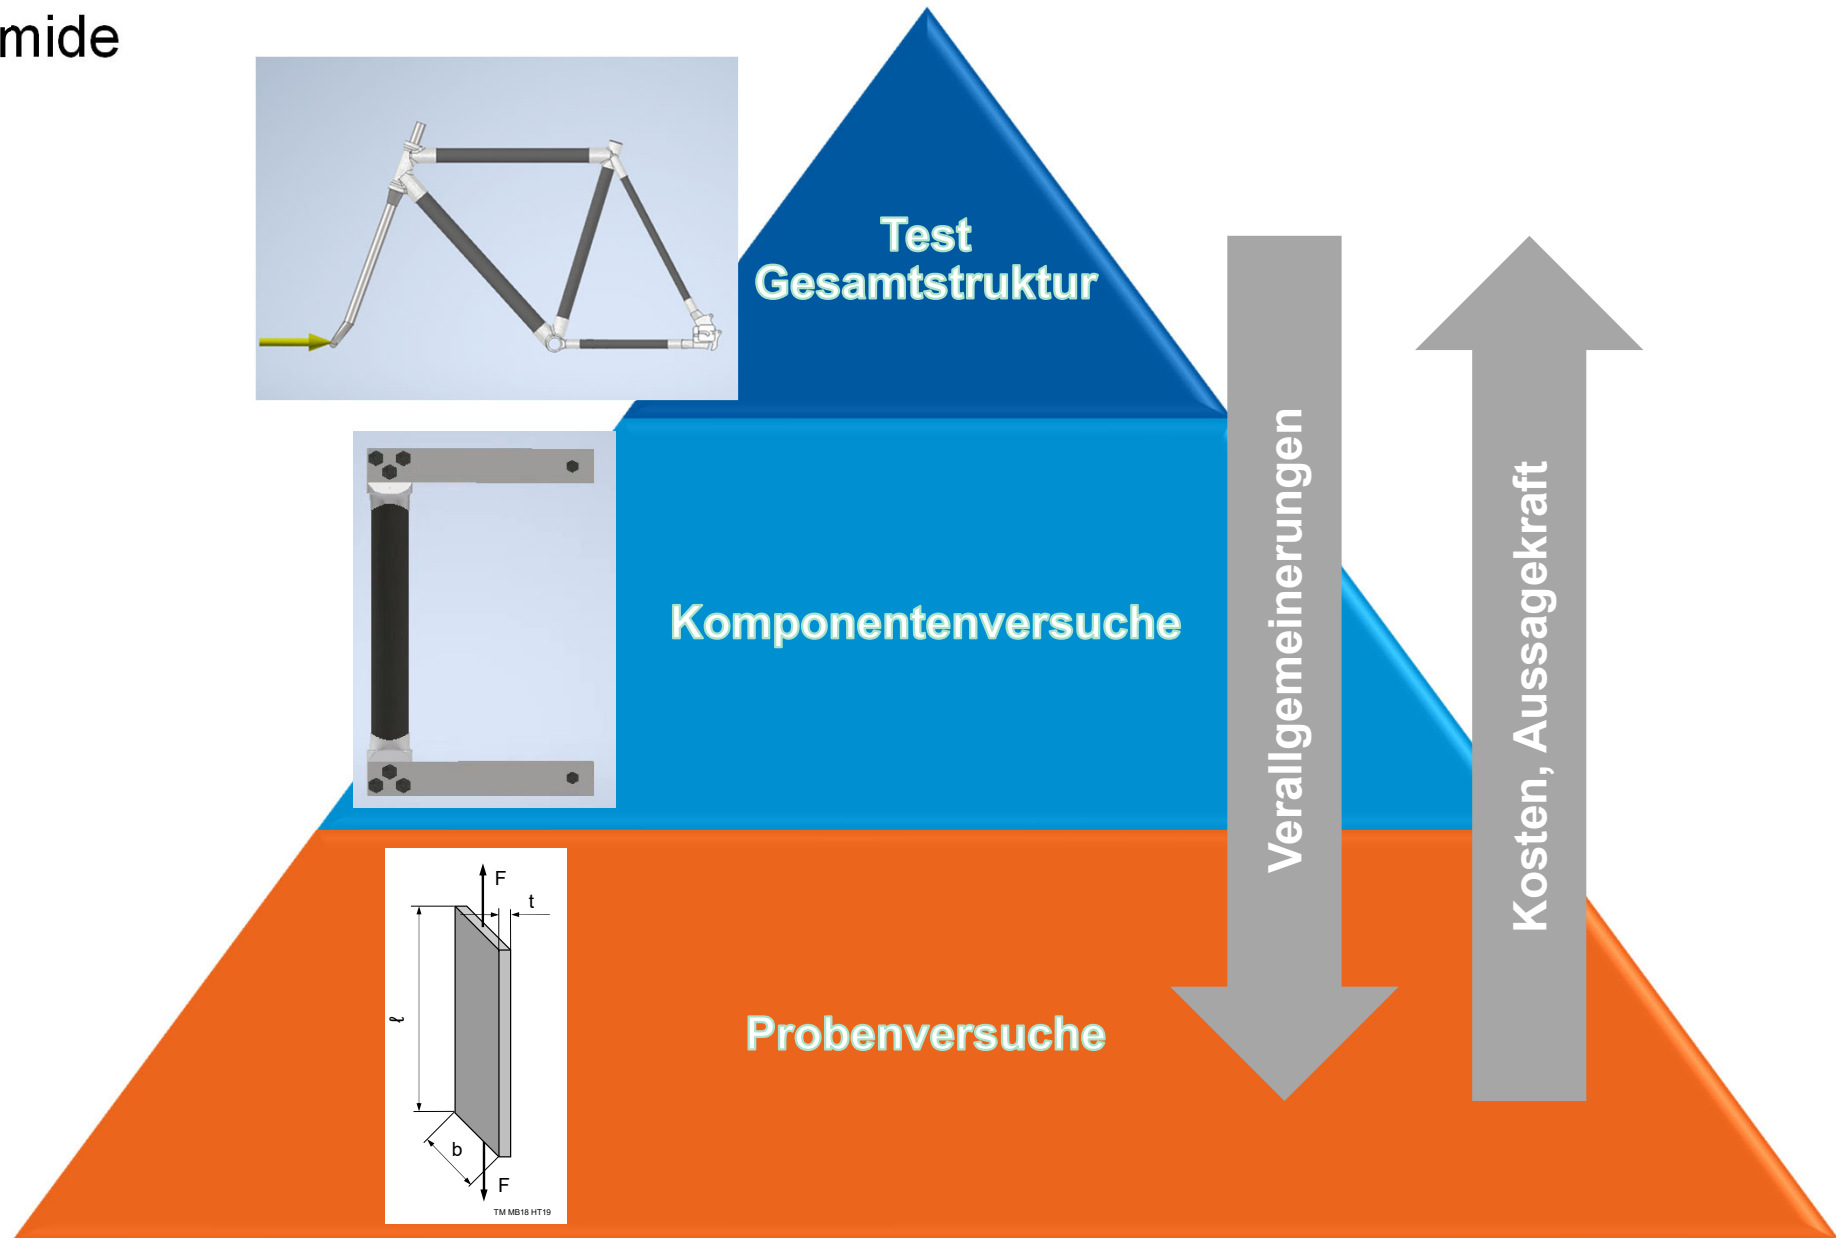 mide
Test
Gesamtstruktur
Komponentenversuche
Probenversuche
Verallgemeinerungen
Kosten, Aussagekraft
F
t
ℓ
b
F
TM MB18 HT19